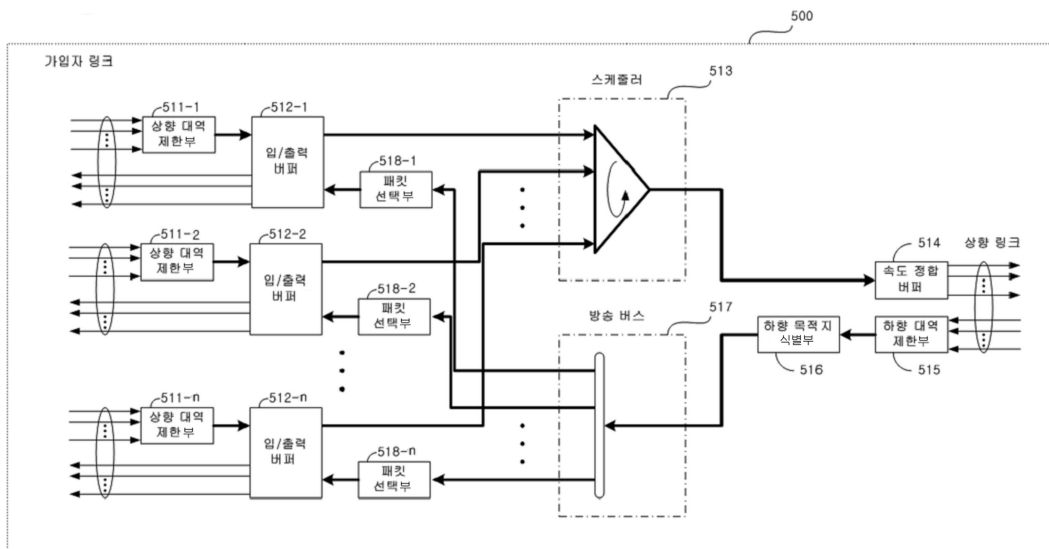 500
가입자 링크
스케줄러
513
511-1
상향 대역
제한부
512-1
입/출력
버퍼
518-1
패킷
선택부
511-2
상향 대역
제한부
512-2
입/출력
버퍼
518-2
패킷
선택부
514
속도 정합
버퍼
상향 링크
방송 버스
517
하향 목적지
식별부
516
하향 대역
제한부
515
511-n
상향 대역
제한부
512-n
입/출력
버퍼
518-n
패킷
선택부